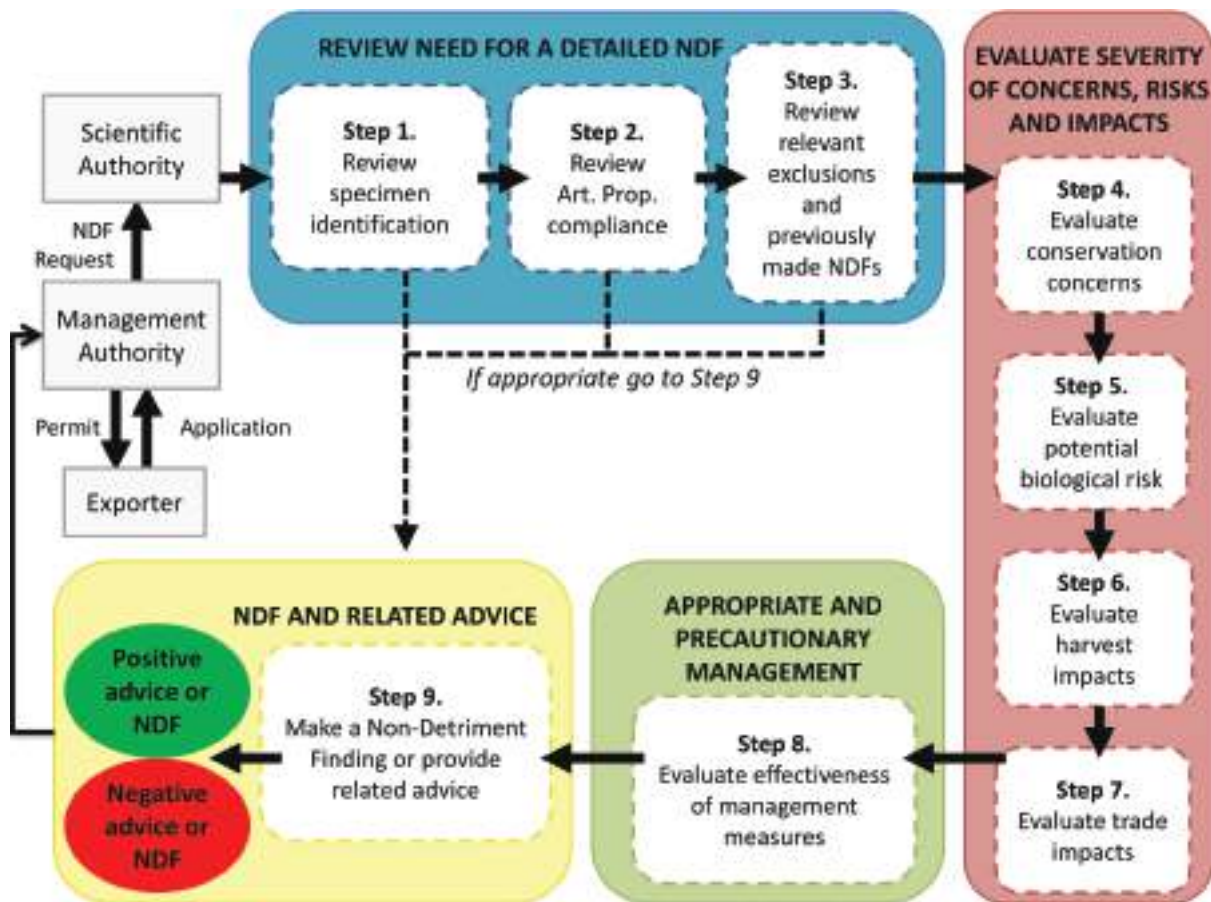 REVIEW NEED FOR A DETAILED NDF
Step 1.
Review
specimen
identification
Step 2.
Review
Art. Prop.
compliance
Step 3.
Review
relevant
exclusions
and
previously
made NDFs
EVALUATE SEVERITY
OF CONCERNS, RISKS
AND IMPACTS
Step 4.
Evaluate
conservation
concerns
Step 5.
Evaluate
potential
biological risk
Step 6.
Evaluate
harvest
impacts
Step 7.
Evaluate trade
impacts
Scientific
Authority
NDF
Request
Management
Authority
Permit
Application
Exporter
If appropriate go to Step 9
APPROPRIATE AND
PRECAUTIONARY
MANAGEMENT
Step 8.
Evaluate effectiveness
of management
measures
NDF AND RELATED ADVICE
Step 9.
Make a Non-Detriment
Finding or provide
related advice
Positive
advice or
NDF
Negative
advice or
NDF